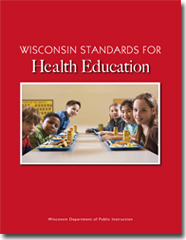 WISCONSIN STANDARDS FOR
Health Education
Wisconsin Department of Public Instruction